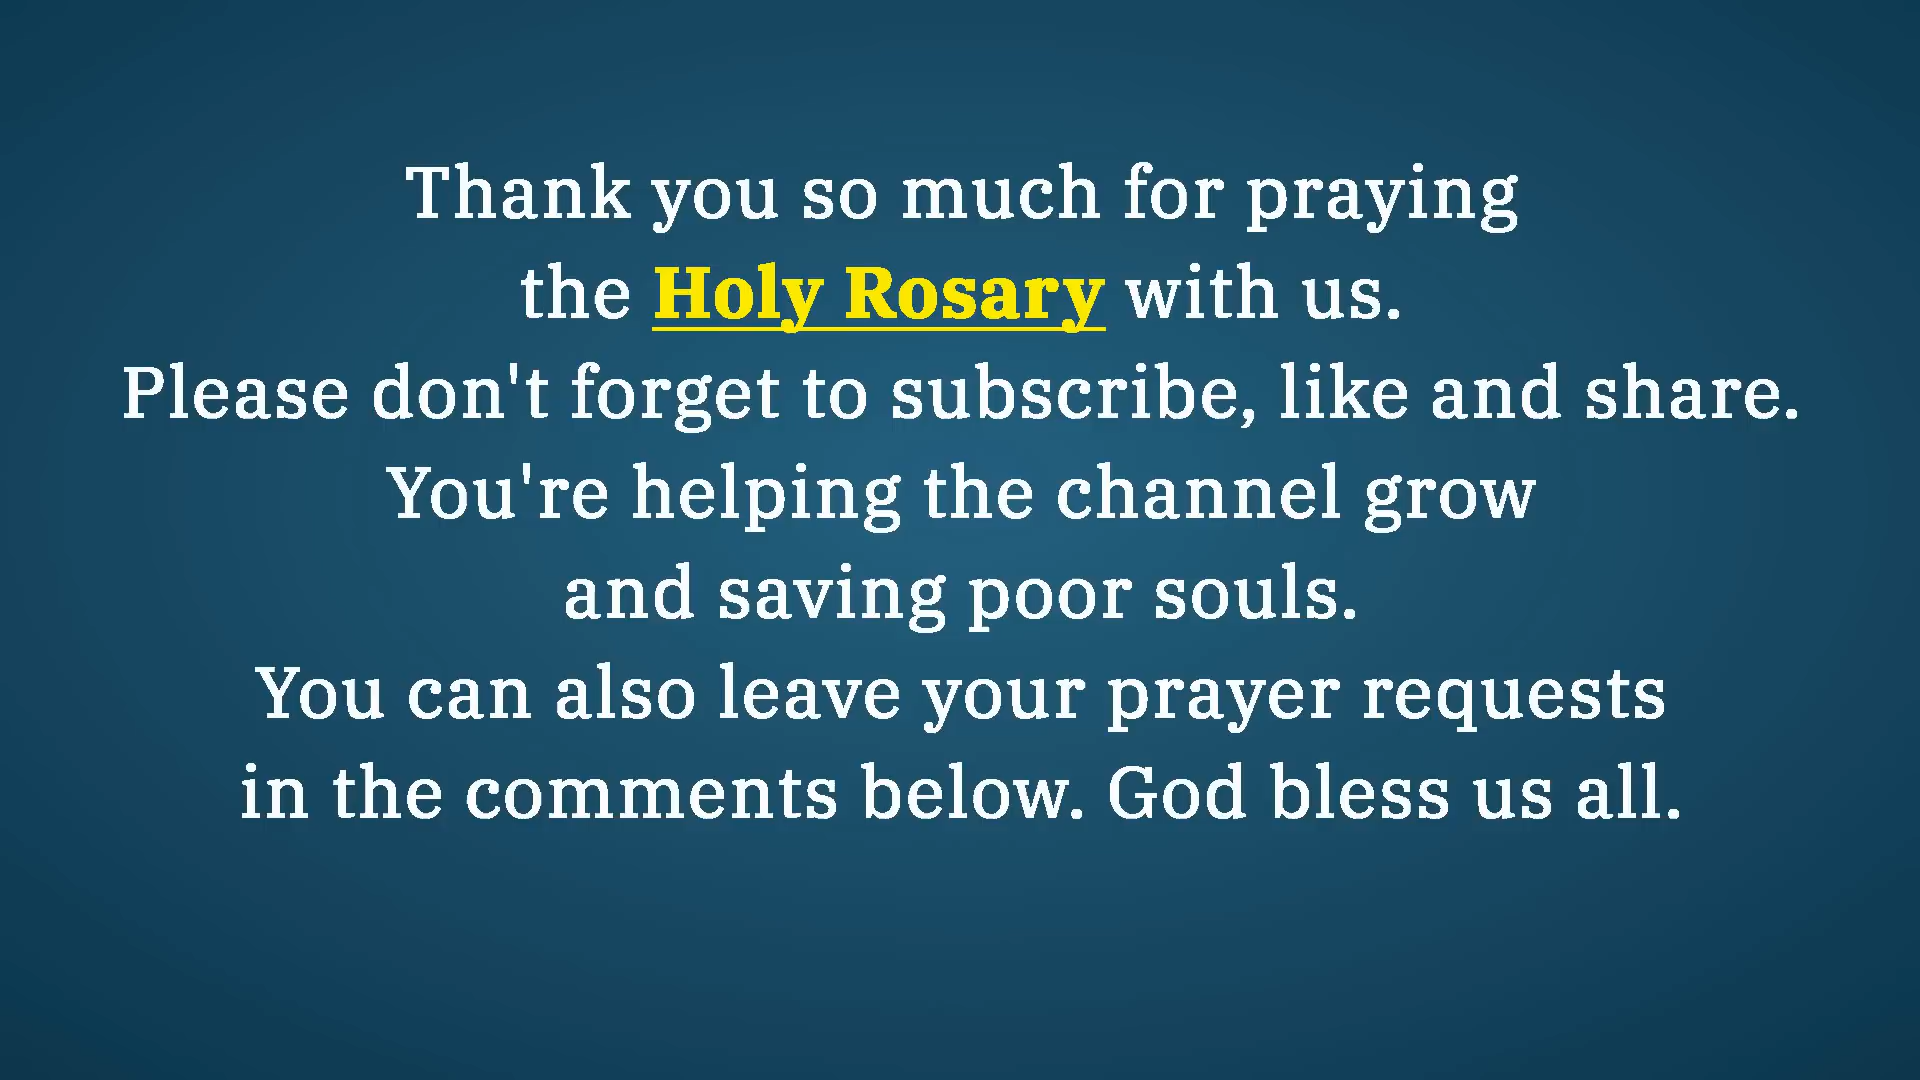 Thank you so much for praying
the Holy Rosary with us.
Please don't forget to subscribe, like and share.
You're helping the channel grow
and saving poor souls.
You can also leave your prayer requests
in the comments below. God bless us all.